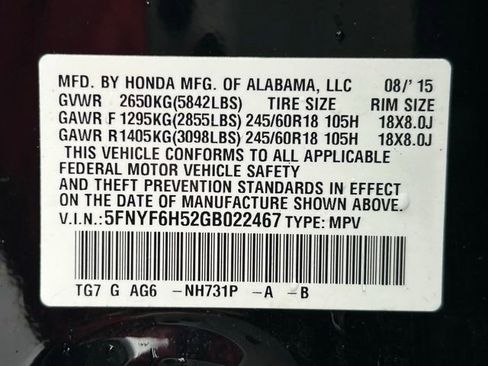 MFD. BY HONDA MFG. OF ALABAMA, LLC 08/'15
GVWR 2650KG(5842LBS) TIRE SIZE RIM SIZE
GAWR F 1295KG(2855LBS) 245/60R18 105H 18X8.0J
GAWR R 1405KG(3098LBS) 245/60R18 105H 18X8.0J
THIS VEHICLE CONFORMS TO ALL APPLICABLE
FEDERAL MOTOR VEHICLE SAFETY
AND THEFT PREVENTION STANDARDS IN EFFECT
ON THE DATE OF MANUFACTURE SHOWN ABOVE.
V.I.N.: 5FNYF6H52GB022467 TYPE: MPV
TG7 G AG6 -NH731P -A -B